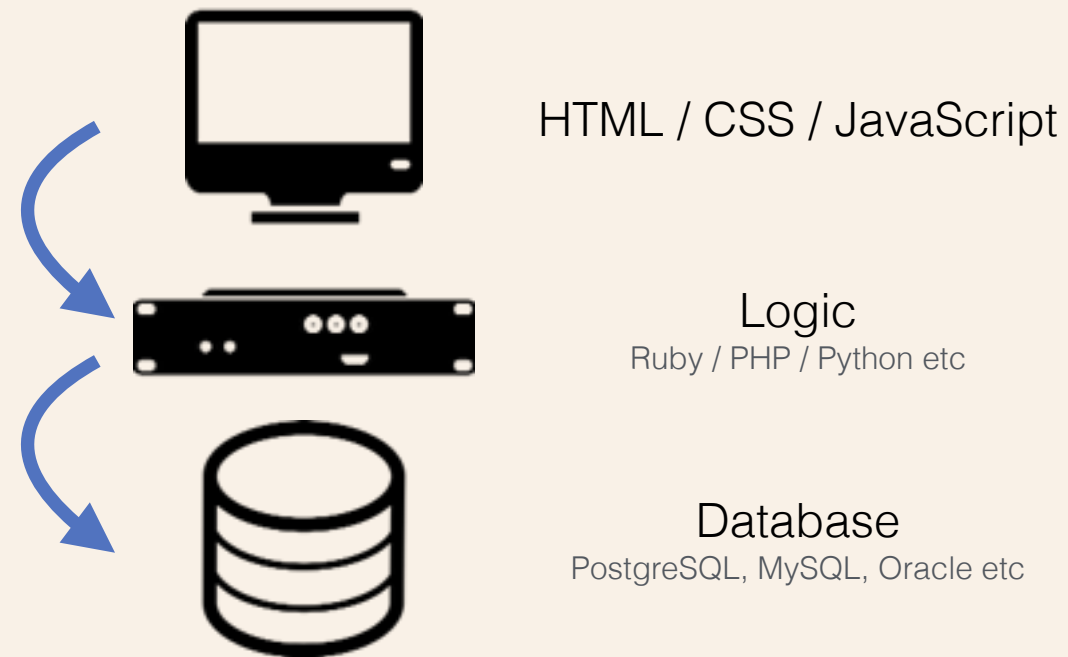 HTML / CSS / JavaScript
Logic
Ruby / PHP / Python etc
Database
PostgreSQL, MySQL, Oracle etc